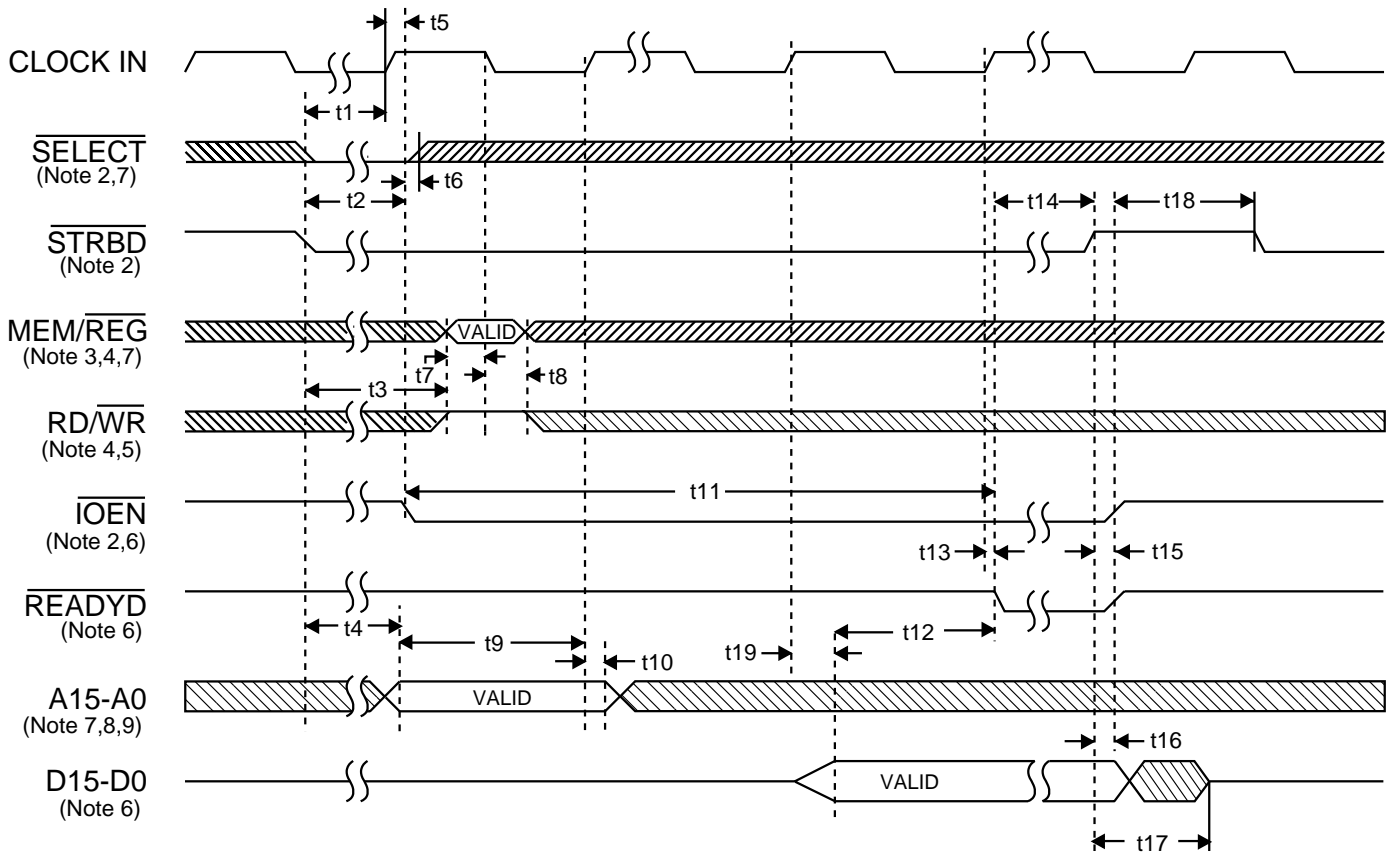 t5
CLOCK IN
t1
SELECT
(Note 2,7)
t6
t2
t14
t18
STRBD
(Note 2)
MEM/REG
(Note 3,4,7)
VALID
t7
t8
t3
RD/WR
(Note 4,5)
t11
IOEN
(Note 2,6)
t13
t15
READYD
(Note 6)
t4
t9
t12
t10
t19
A15-A0
(Note 7,8,9)
VALID
t16
D15-D0
(Note 6)
VALID
t17